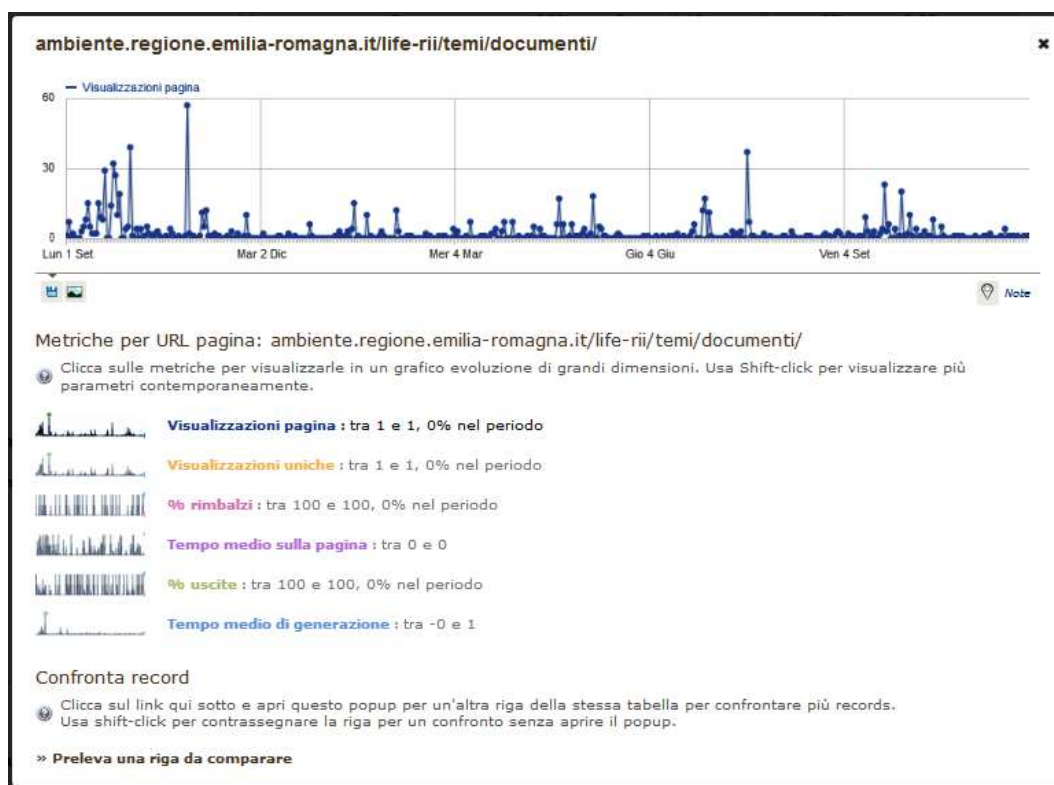 ambiente.regione.emilia-romagna.it/life-rii/temi/documenti/
Visualizzazioni pagina
60
30
0
Lun 1 Set Mar 2 Dic Mer 4 Mar Gio 4 Giu Ven 4 Set
Note
Metriche per URL pagina: ambiente.regione.emilia-romagna.it/life-rii/temi/documenti/
Clicca sulle metriche per visualizzarle in un grafico evoluzione di grandi dimensioni. Usa Shift-click per visualizzare più
parametri contemporaneamente.
Visualizzazioni pagina : tra 1 e 1, 0% nel periodo
Visualizzazioni uniche : tra 1 e 1, 0% nel periodo
% rimbalzi : tra 100 e 100, 0% nel periodo
Tempo medio sulla pagina : tra 0 e 0
% uscite : tra 100 e 100, 0% nel periodo
Tempo medio di generazione : tra -0 e 1
Confronta record
Clicca sul link qui sotto e apri questo popup per un'altra riga della stessa tabella per confrontare più records.
Usa shift-click per contrassegnare la riga per un confronto senza aprire il popup.
» Preleva una riga da comparare